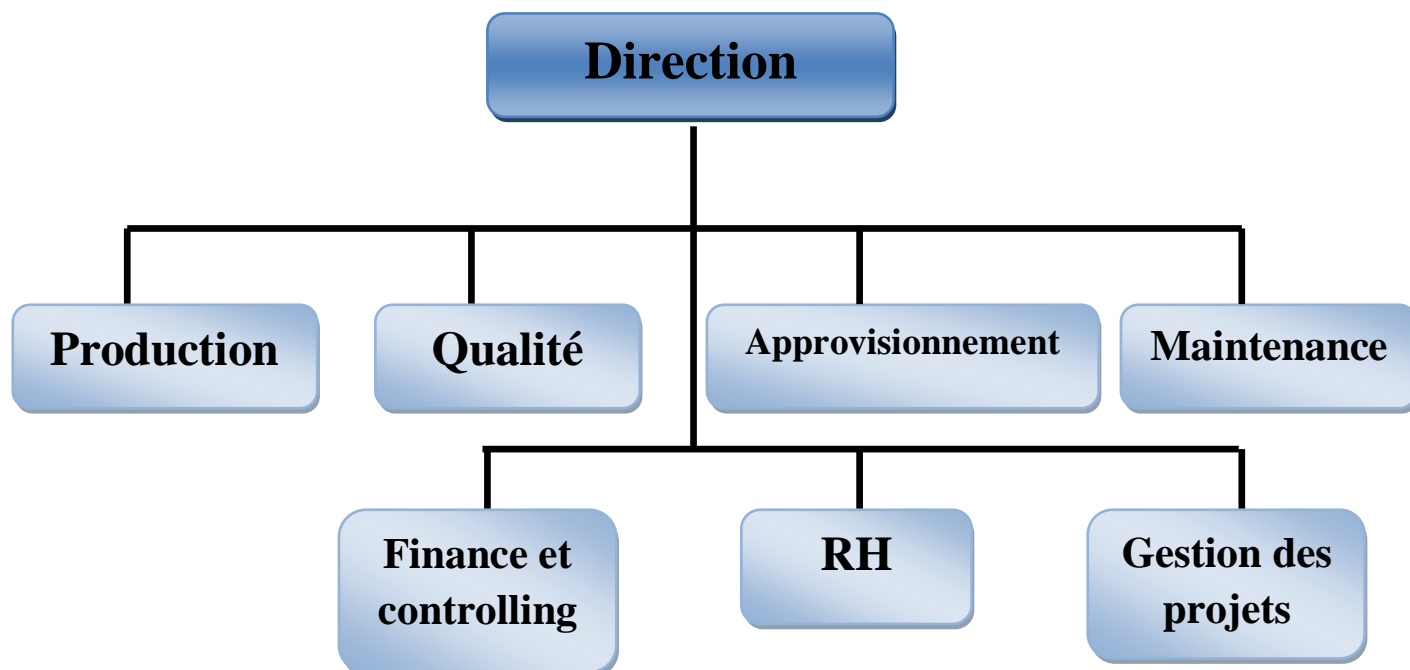 Direction
Production
Qualité
Approvisionnement
Maintenance
Finance et
controlling
RH
Gestion des
projets